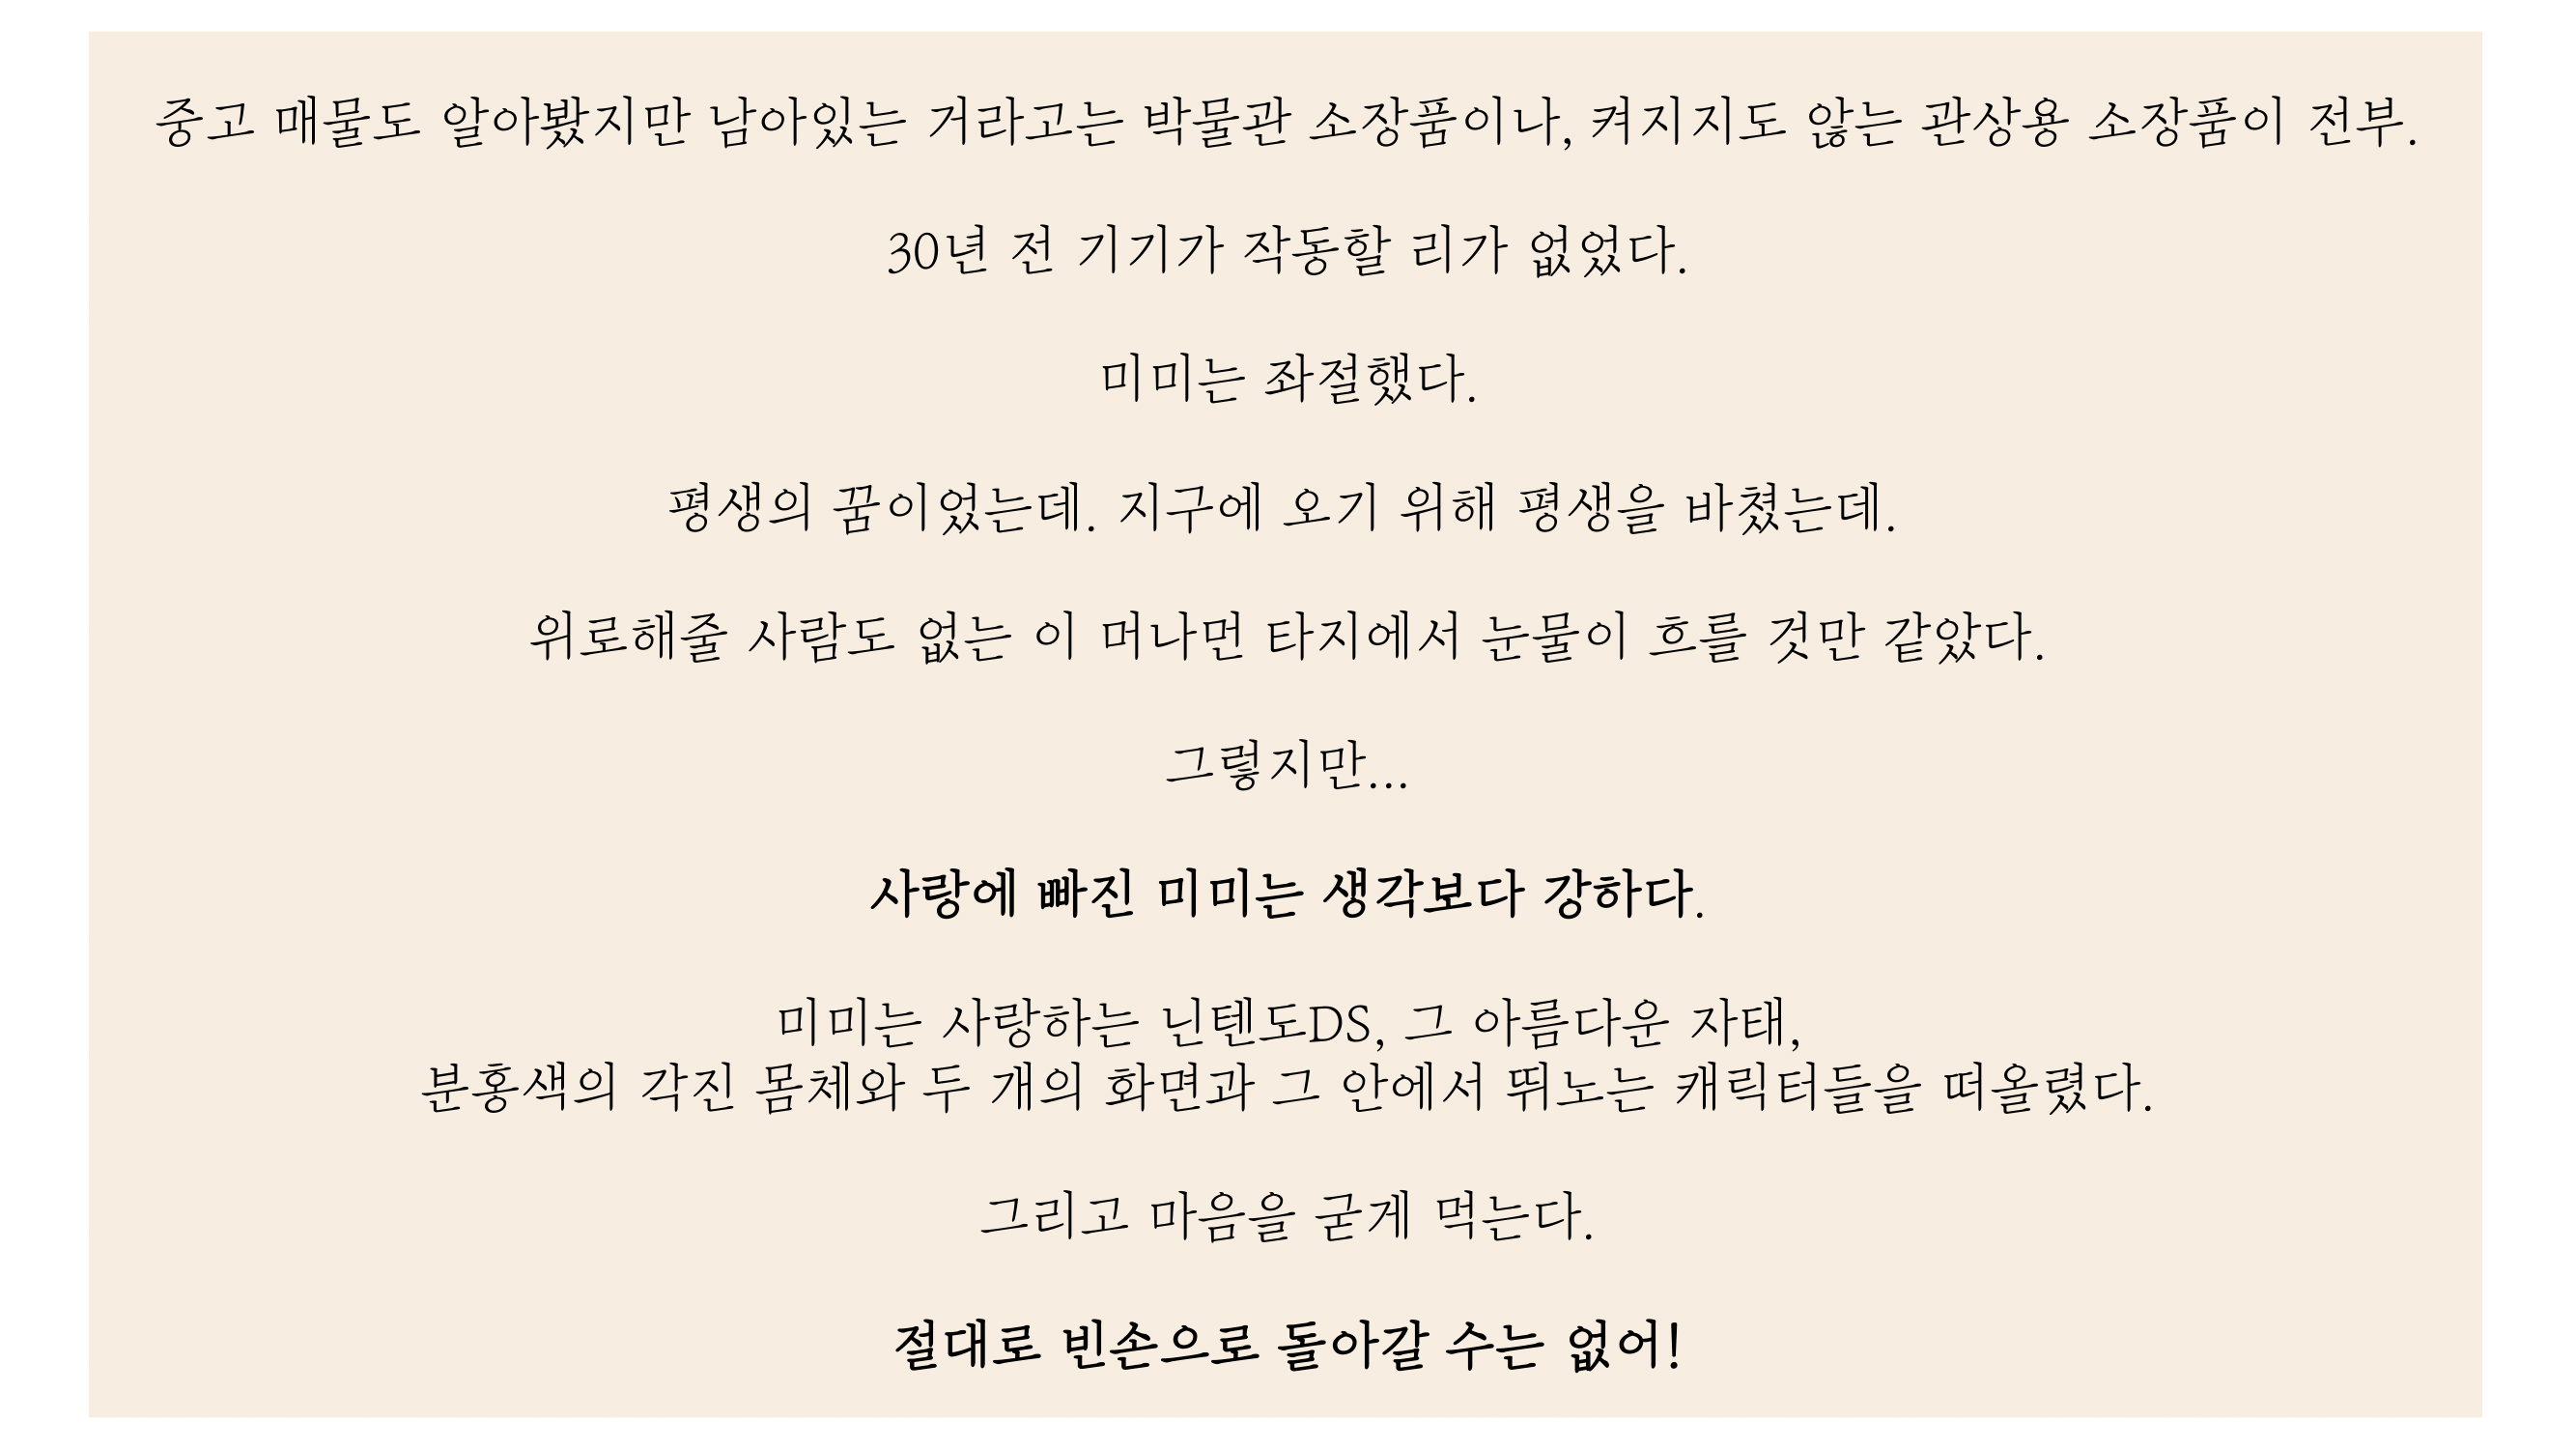 중고 매물도 알아봤지만 남아있는 거라고는 박물관 소장품이나, 켜지지도 않는 관상용 소장품이 전부.
30년 전 기기가 작동할 리가 없었다.
미미는 좌절했다.
평생의 꿈이었는데. 지구에 오기 위해 평생을 바쳤는데.
위로해줄 사람도 없는 이 머나먼 타지에서 눈물이 흐를 것만 같았다.
그렇지만...
사랑에 빠진 미미는 생각보다 강하다.
미미는 사랑하는 닌텐도DS, 그 아름다운 자태,
분홍색의 각진 몸체와 두 개의 화면과 그 안에서 뛰노는 캐릭터들을 떠올렸다.
그리고 마음을 굳게 먹는다.
절대로 빈손으로 돌아갈 수는 없어!